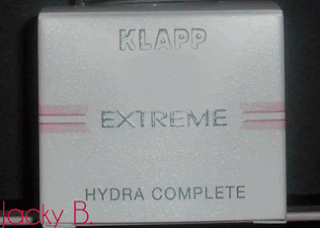 KLAPP
EXTREME
HYDRA COMPLETE
Jacky B.